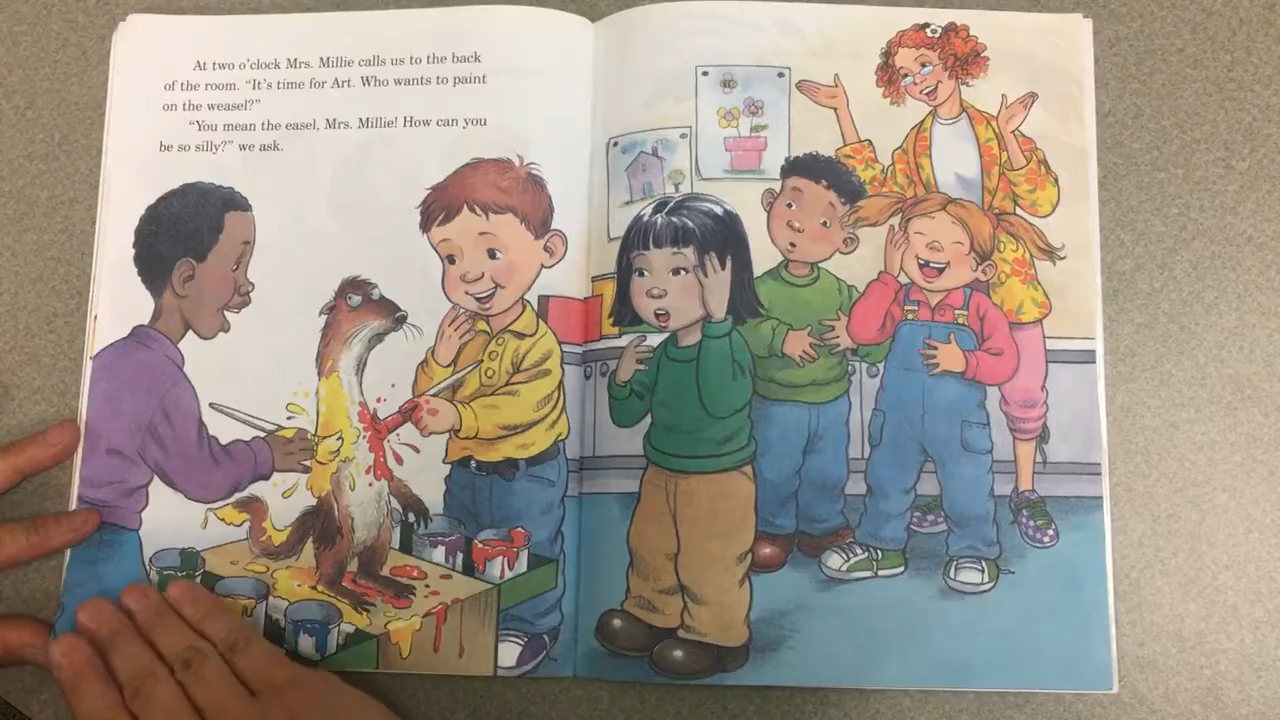 At two o'clock Mrs. Millie calls us to the back
of the room. "It's time for Art. Who wants to paint
on the weasel?"
"You mean the easel, Mrs. Millie! How can you
be so silly?" we ask.